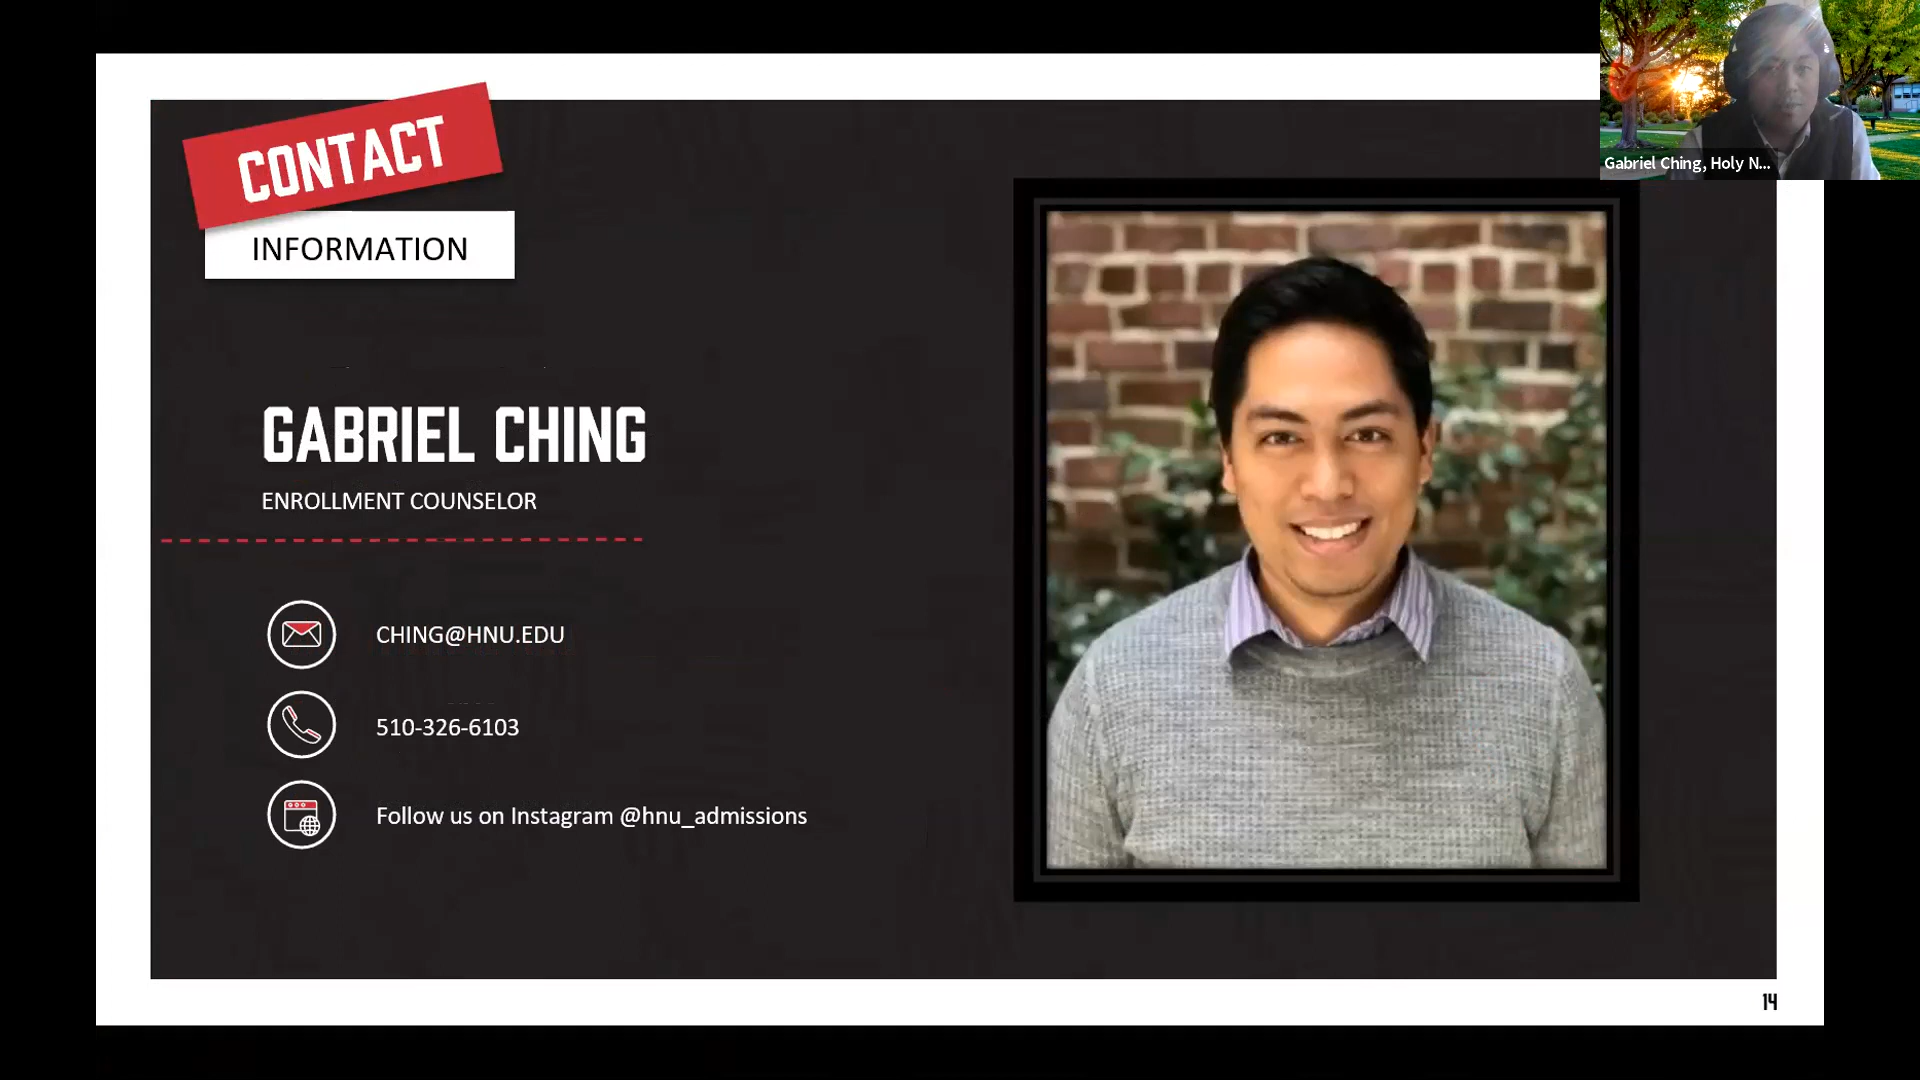 CONTACT
INFORMATION
GABRIEL CHING
ENROLLMENT COUNSELOR
CHING@HNU.EDU
510-326-6103
Follow us on Instagram @hnu_admissions
14
Gabriel Ching, Holy N...